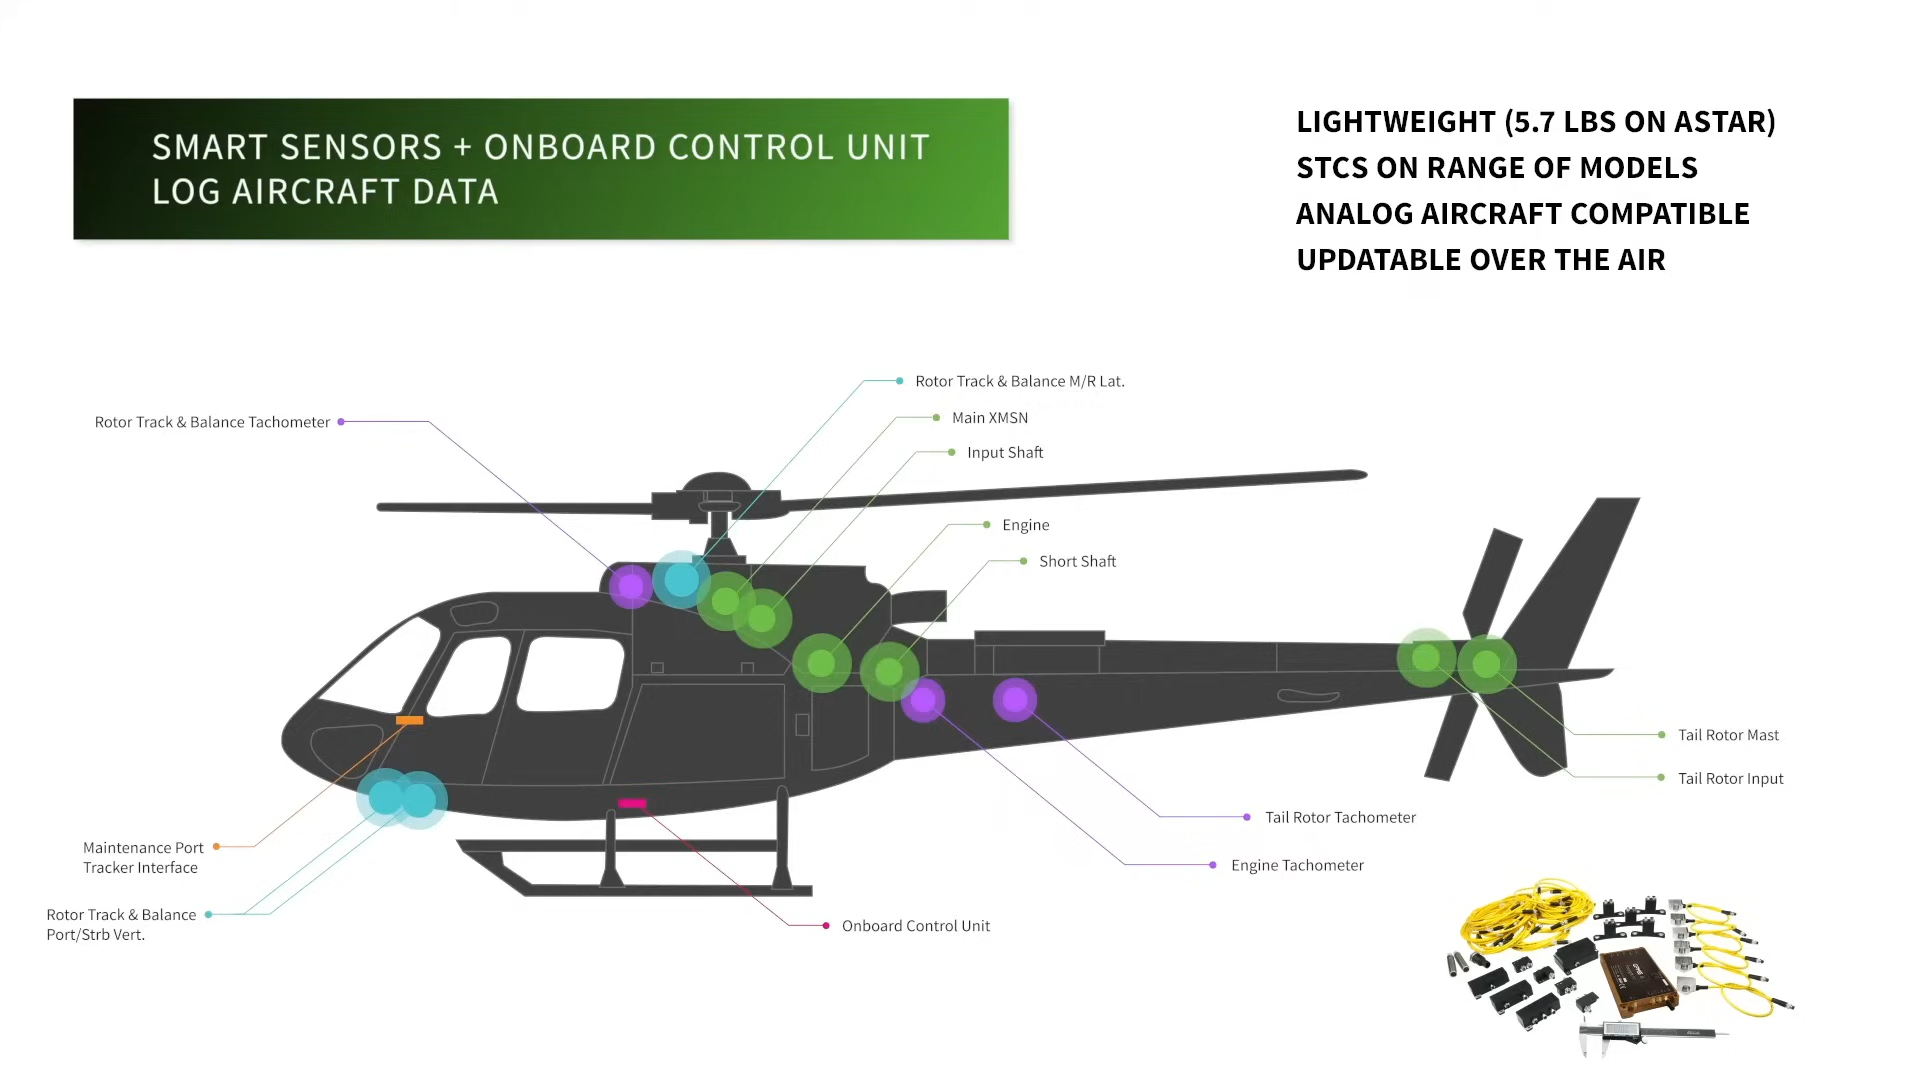 SMART SENSORS + ONBOARD CONTROL UNIT
LOG AIRCRAFT DATA
LIGHTWEIGHT (5.7 LBS ON ASTAR)
STCS ON RANGE OF MODELS
ANALOG AIRCRAFT COMPATIBLE
UPDATABLE OVER THE AIR
Rotor Track & Balance M/R Lat.
Rotor Track & Balance Tachometer
Main XMSN
Input Shaft
Engine
Short Shaft
Tail Rotor Mast
Tail Rotor Input
Tail Rotor Tachometer
Maintenance Port
Tracker Interface
Engine Tachometer
Rotor Track & Balance
Port/Strb Vert.
Onboard Control Unit